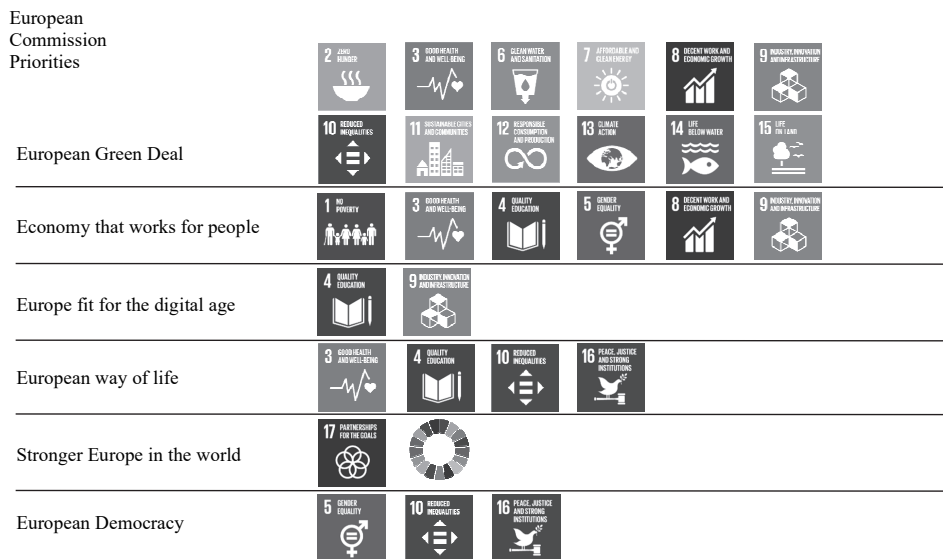 European
Commission
Priorities
2 ZERO
HUNGER
3 GOOD HEALTH
AND WELL-BEING
6 CLEAN WATER
AND SANITATION
7 AFFORDABLE AND
CLEAN ENERGY
8 DECENT WORK AND
ECONOMIC GROWTH
9 INDUSTRY, INNOVATION
AND INFRASTRUCTURE
European Green Deal
10 REDUCED
INEQUALITIES
11 SUSTAINABLE CITIES
AND COMMUNITIES
12 RESPONSIBLE
CONSUMPTION
AND PRODUCTION
13 CLIMATE
ACTION
14 LIFE
BELOW WATER
15 LIFE
ON LAND
Economy that works for people
1 NO
POVERTY
3 GOOD HEALTH
AND WELL-BEING
4 QUALITY
EDUCATION
5 GENDER
EQUALITY
8 DECENT WORK AND
ECONOMIC GROWTH
9 INDUSTRY, INNOVATION
AND INFRASTRUCTURE
Europe fit for the digital age
4 QUALITY
EDUCATION
9 INDUSTRY, INNOVATION
AND INFRASTRUCTURE
European way of life
3 GOOD HEALTH
AND WELL-BEING
4 QUALITY
EDUCATION
10 REDUCED
INEQUALITIES
16 PEACE, JUSTICE
AND STRONG
INSTITUTIONS
Stronger Europe in the world
17 PARTNERSHIPS
FOR THE GOALS
European Democracy
5 GENDER
EQUALITY
10 REDUCED
INEQUALITIES
16 PEACE, JUSTICE
AND STRONG
INSTITUTIONS